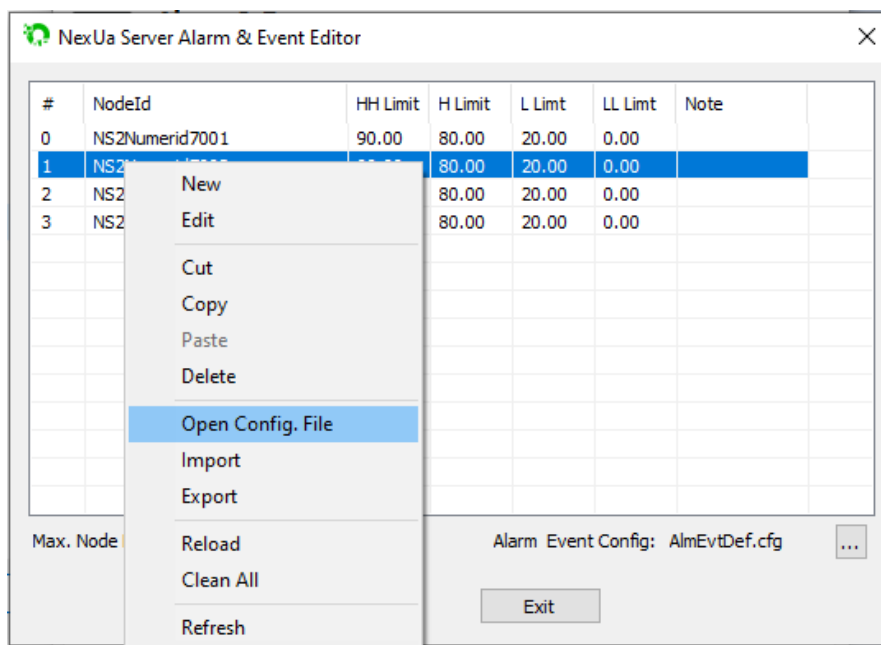 NexUa Server Alarm & Event Editor
# NodeId HH Limit H Limit L Limt LL Limt Note
0 NS2Numerid7001 90.00 80.00 20.00 0.00
1 80.00 20.00 0.00
2 NS2 80.00 20.00 0.00
3 NS2 80.00 20.00 0.00
New
Edit
Cut
Copy
Paste
Delete
Open Config. File
Import
Export
Reload
Clean All
Refresh
Max. Node
Alarm Event Config: AlmEvtDef.cfg ...
Exit